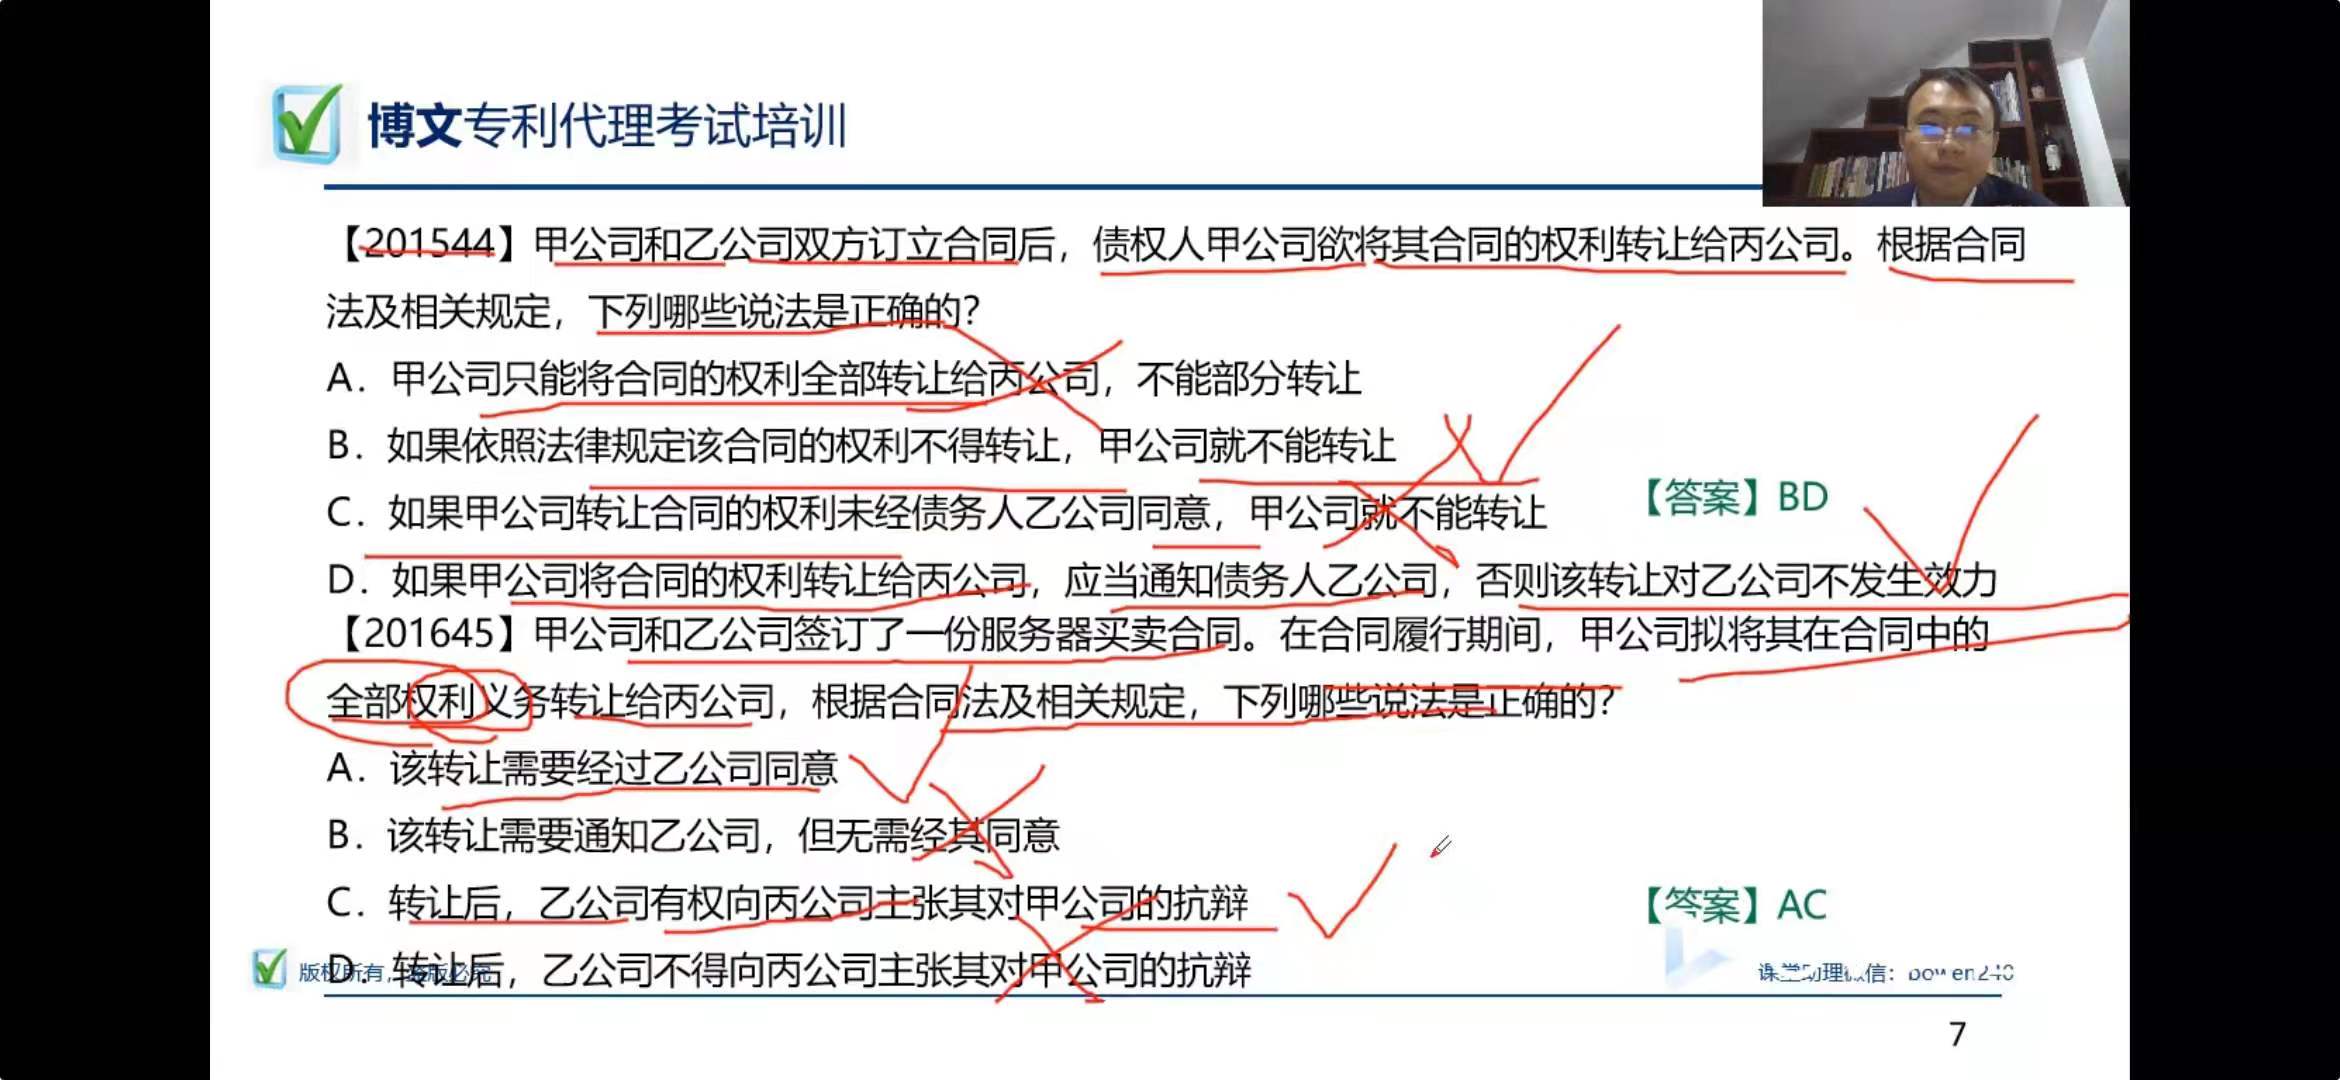 博文专利代理考试培训
【201544】甲公司和乙公司双方订立合同后，债权人甲公司欲将其合同的权利转让给丙公司。根据合同
法及相关规定，下列哪些说法是正确的？
A．甲公司只能将合同的权利全部转让给丙公司，不能部分转让
B．如果依照法律规定该合同的权利不得转让，甲公司就不能转让
C．如果甲公司转让合同的权利未经债务人乙公司同意，甲公司就不能转让
【答案】BD
D．如果甲公司将合同的权利转让给丙公司，应当通知债务人乙公司，否则该转让对乙公司不发生效力
【201645】甲公司和乙公司签订了一份服务器买卖合同。在合同履行期间，甲公司拟将其在合同中的
全部权利义务转让给丙公司，根据合同法及相关规定，下列哪些说法是正确的？
A．该转让需要经过乙公司同意
B．该转让需要通知乙公司，但无需经其同意
C．转让后，乙公司有权向丙公司主张其对甲公司的抗辩
【答案】AC
D．转让后，乙公司不得向丙公司主张其对甲公司的抗辩
版权所有，盗版必究
课堂助理微信：bowen240
7